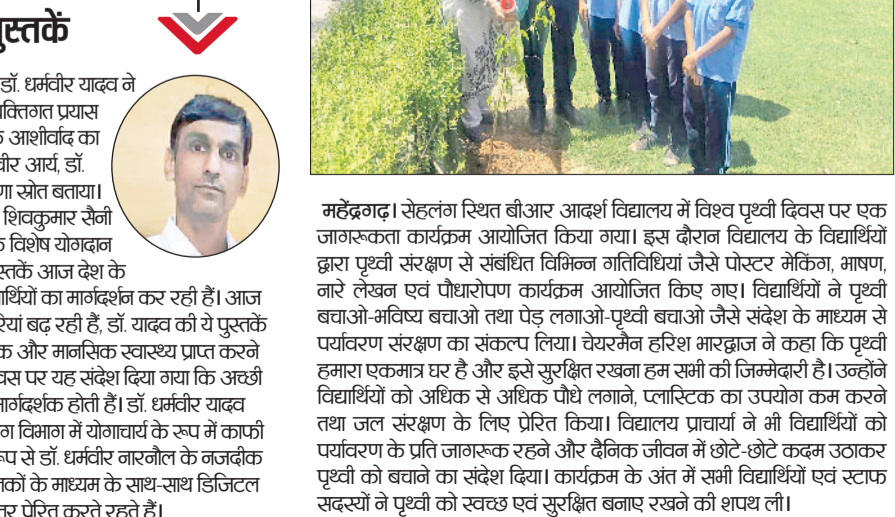 पुस्तकें
डॉ. धर्मवीर यादव ने
प्रयास
आशीर्वाद का
आर्य, डॉ.
स्रोत बताया।
शिवकुमार सैनी
विशेष योगदान
आज देश के
का मार्गदर्शन कर रही हैं। आज
बढ़ रही हैं, डॉ. यादव की ये पुस्तकें
और मानसिक स्वास्थ्य प्राप्त करने
पर यह संदेश दिया गया कि अच्छी
मार्गदर्शक होती हैं। डॉ. धर्मवीर यादव
विभाग में योगाचार्य के रूप में काफी
से डॉ. धर्मवीर नारनौल के नजदीक
के माध्यम के साथ-साथ डिजिटल
प्रेरित करते रहते हैं।
महेंद्रगढ़। सेहलंग स्थित बीआर आदर्श विद्यालय में विश्व पृथ्वी दिवस पर एक
जागरूकता कार्यक्रम आयोजित किया गया। इस दौरान विद्यालय के विद्यार्थियों
द्वारा पृथ्वी संरक्षण से संबंधित विभिन्न गतिविधियां जैसे पोस्टर मेकिंग, भाषण,
नारे लेखन एवं पौधारोपण कार्यक्रम आयोजित किए गए। विद्यार्थियों ने पृथ्वी
बचाओ-भविष्य बचाओ तथा पेड़ लगाओ-पृथ्वी बचाओ जैसे संदेश के माध्यम से
पर्यावरण संरक्षण का संकल्प लिया। चेयरमैन हरिश भारद्वाज ने कहा कि पृथ्वी
हमारा एकमात्र घर है और इसे सुरक्षित रखना हम सभी की जिम्मेदारी है। उन्होंने
विद्यार्थियों को अधिक से अधिक पौधे लगाने, प्लास्टिक का उपयोग कम करने
तथा जल संरक्षण के लिए प्रेरित किया। विद्यालय प्राचार्या ने भी विद्यार्थियों को
पर्यावरण के प्रति जागरूक रहने और दैनिक जीवन में छोटे-छोटे कदम उठाकर
पृथ्वी को बचाने का संदेश दिया। कार्यक्रम के अंत में सभी विद्यार्थियों एवं स्टाफ
सदस्यों ने पृथ्वी को स्वच्छ एवं सुरक्षित बनाए रखने की शपथ ली।